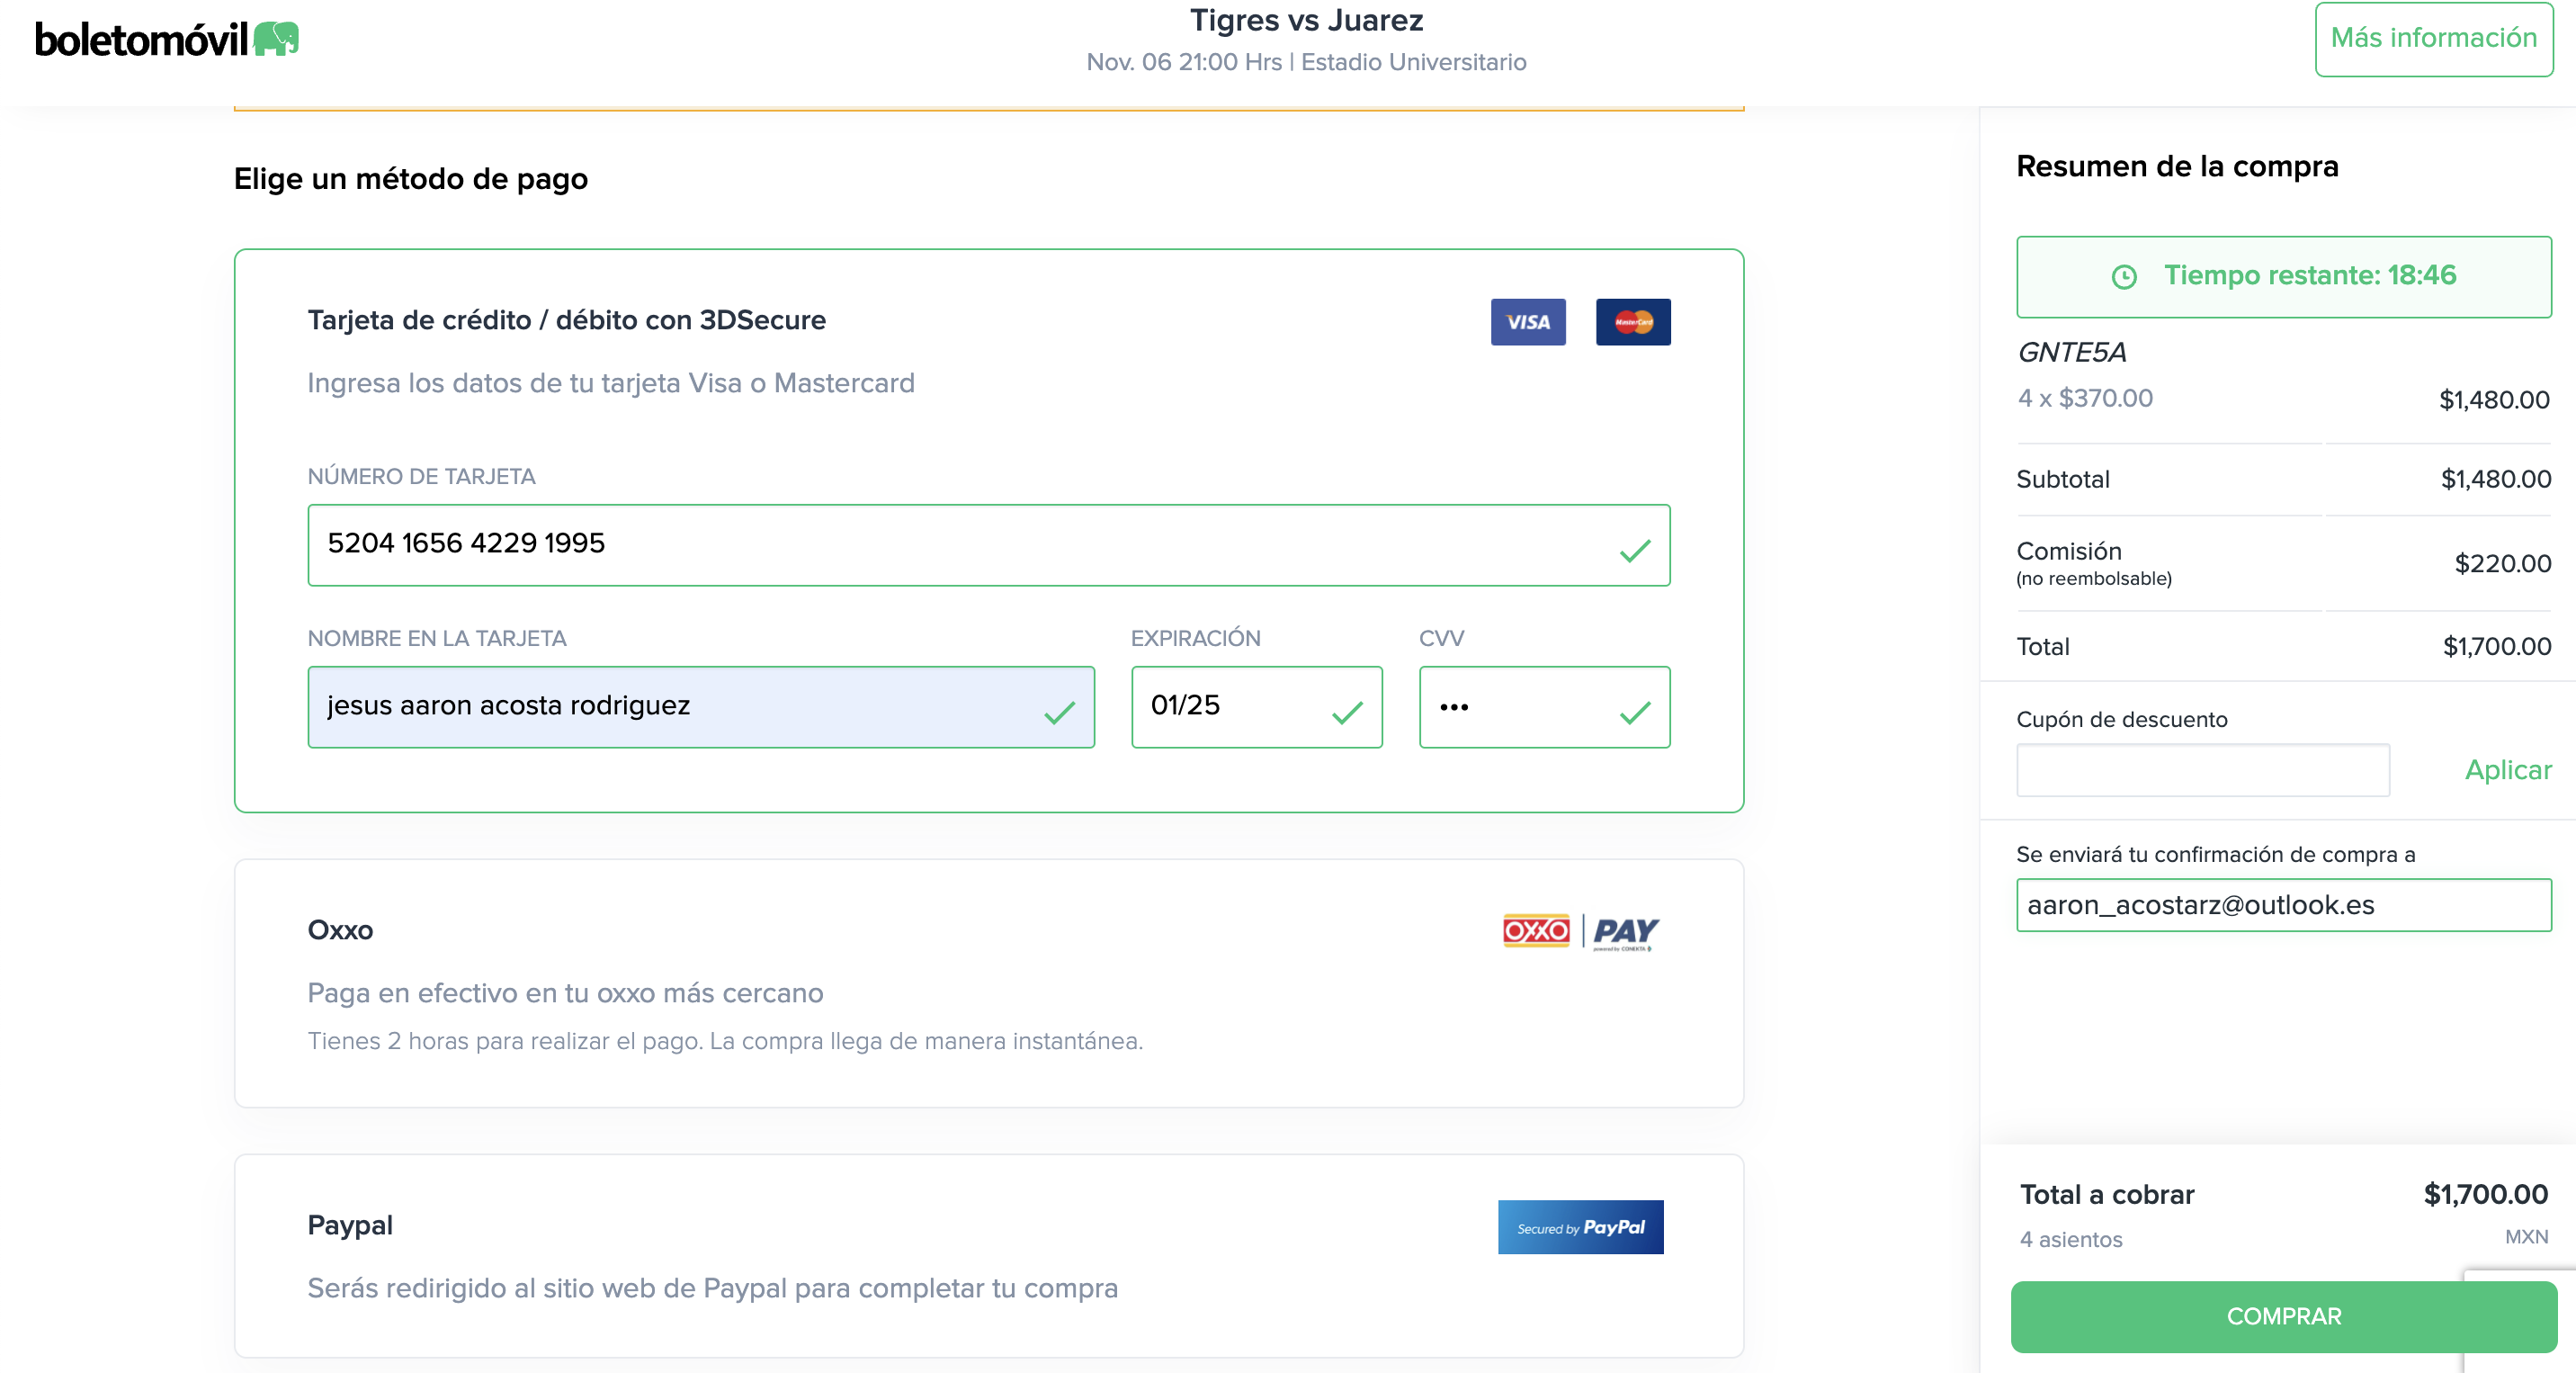 boletomóvil
Tigres vs Juarez
Nov. 06 21:00 Hrs | Estadio Universitario
Más información
Elige un método de pago
Tarjeta de crédito / débito con 3DSecure
VISA
MasterCard
Ingresa los datos de tu tarjeta Visa o Mastercard
NÚMERO DE TARJETA
5204 1656 4229 1995
NOMBRE EN LA TARJETA
EXPIRACIÓN
CVV
jesus aaron acosta rodriguez
01/25
•••
Oxxo
OXXO | PAY
powered by CONEKTA
Paga en efectivo en tu oxxo más cercano
Tienes 2 horas para realizar el pago. La compra llega de manera instantánea.
Paypal
Secured by PayPal
Serás redirigido al sitio web de Paypal para completar tu compra
Resumen de la compra
Tiempo restante: 18:46
GNTE5A
4 x $370.00 $1,480.00
Subtotal $1,480.00
Comisión
(no reembolsable)
$220.00
Total $1,700.00
Cupón de descuento
Aplicar
Se enviará tu confirmación de compra a
aaron_acostarz@outlook.es
Total a cobrar $1,700.00
4 asientos MXN
COMPRAR